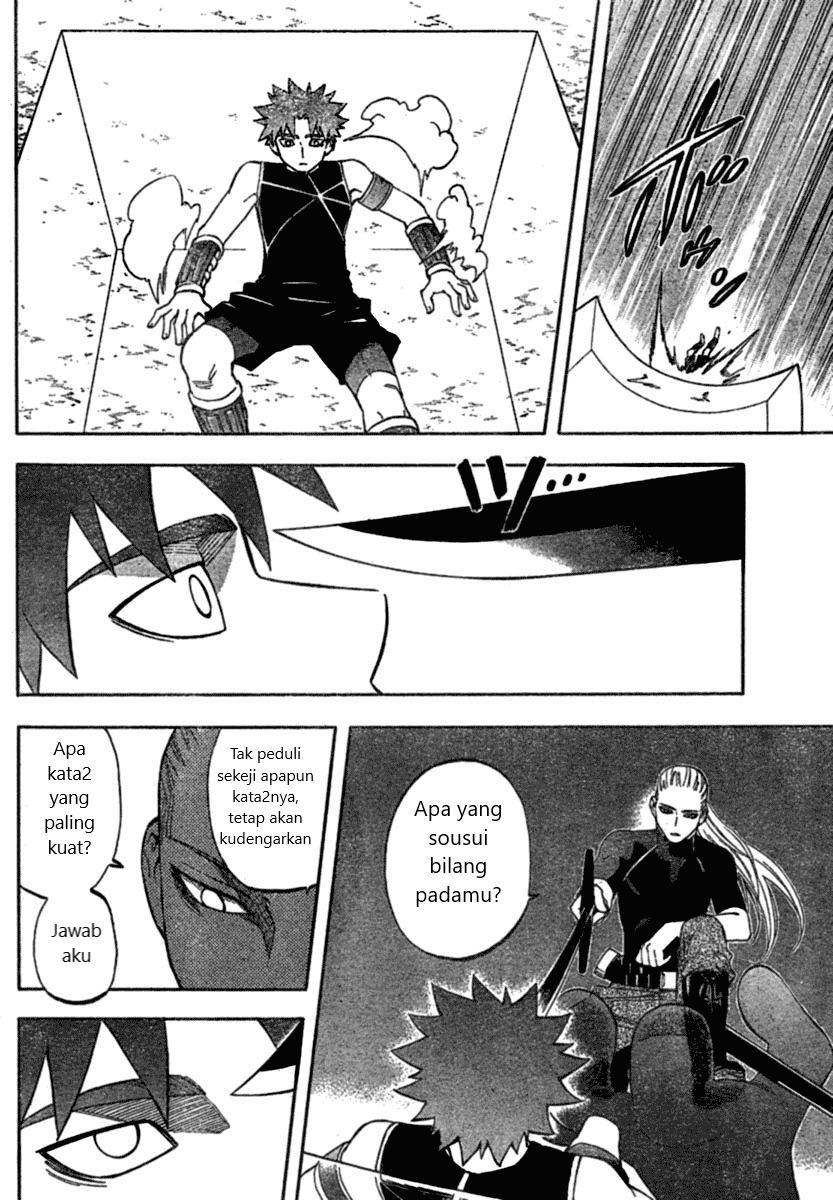 Apa yang
sousui
bilang
padamu?
Tak peduli
sekeji apapun
kata2nya,
tetap akan
kudengarkan
Apa
kata2
yang
paling
kuat?
Jawab
aku